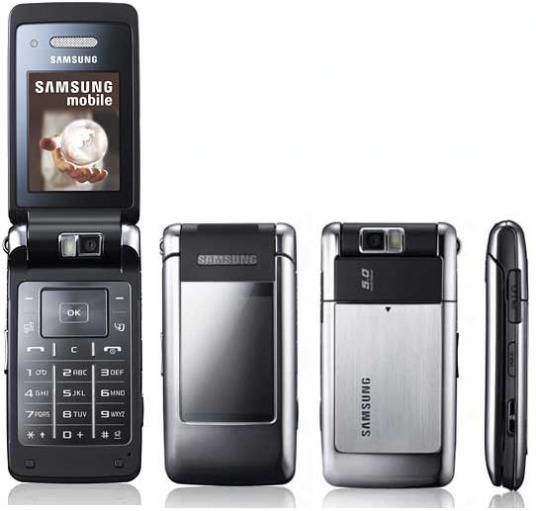 SAMSUNG
SAMSUNG
mobile
OK
C
1
2 ABC
3 DEF
4 GHI
5 JKL
6 MNO
7 PQRS
8 TUV
9 WXYZ
* +
0 +
#
SAMSUNG
5.0
SAMSUNG